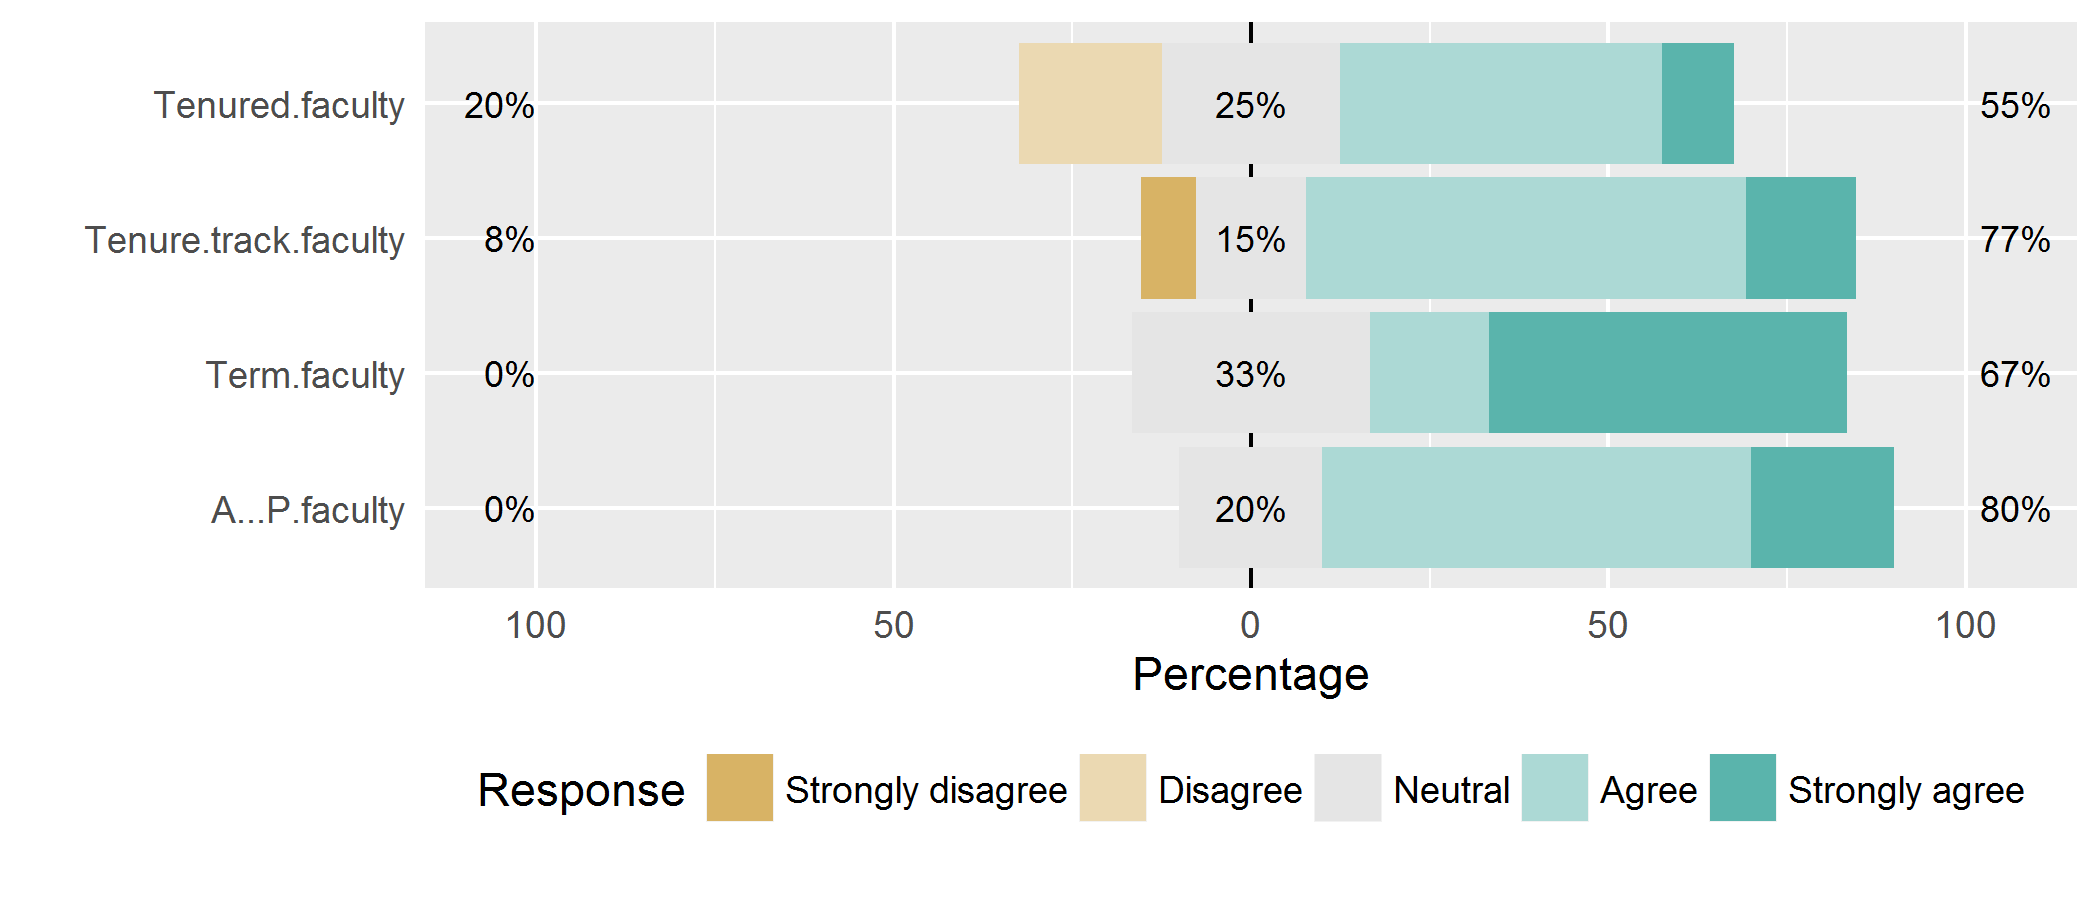 Tenured.faculty 20% 25% 55%
Tenure.track.faculty 8% 15% 77%
Term.faculty 0% 33% 67%
A...P.faculty 0% 20% 80%
100 50 0 50 100
Percentage
Response Strongly disagree Disagree Neutral Agree Strongly agree